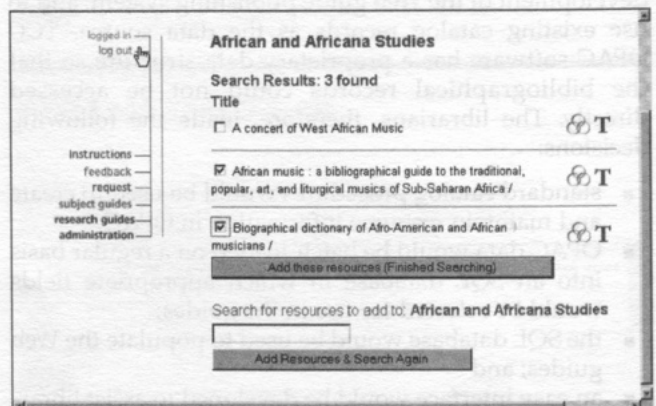 logged in
log out
instructions
feedback
request
subject guides
research guides
administration
African and Africana Studies
Search Results: 3 found
Title
A concert of West African Music
T
African music : a bibliographical guide to the traditional,
popular, art, and liturgical musics of Sub-Saharan Africa /
T
Biographical dictionary of Afro-American and African
musicians /
T
Add these resources (Finished Searching)
Search for resources to add to: African and Africana Studies
Add Resources & Search Again